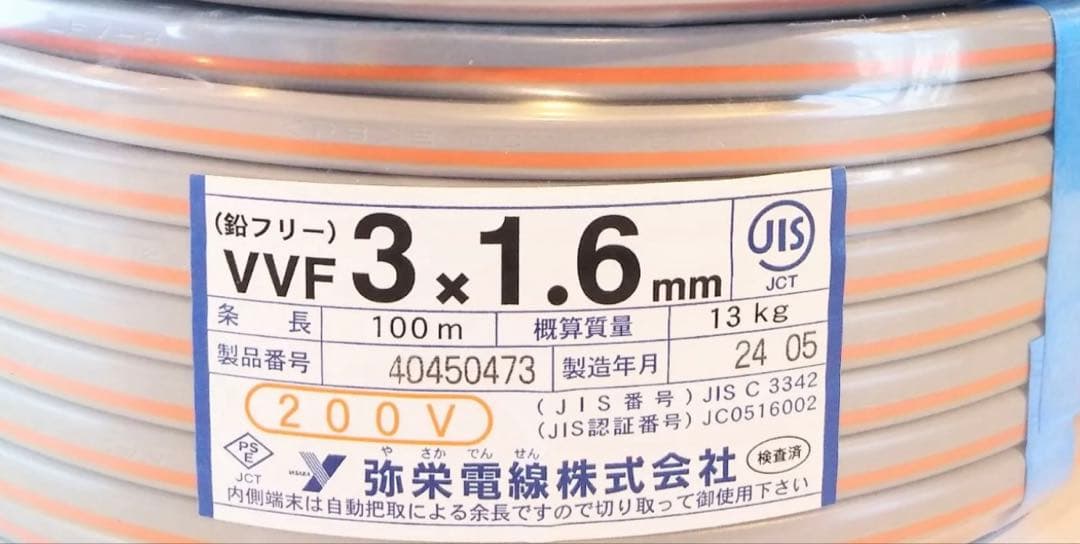 (鉛フリー)
VVF 3×1.6mm
JIS
JCT
条長 100m 概算質量 13kg
製品番号 40450473 製造年月 24 05
200V
(JIS番号) JIS C 3342
(JIS認証番号) JC0516002
PSE
JCT
YASAKA
や さか でん せん
弥栄電線株式会社
検査済
内側端末は自動把取による余長ですので切り取って御使用下さい